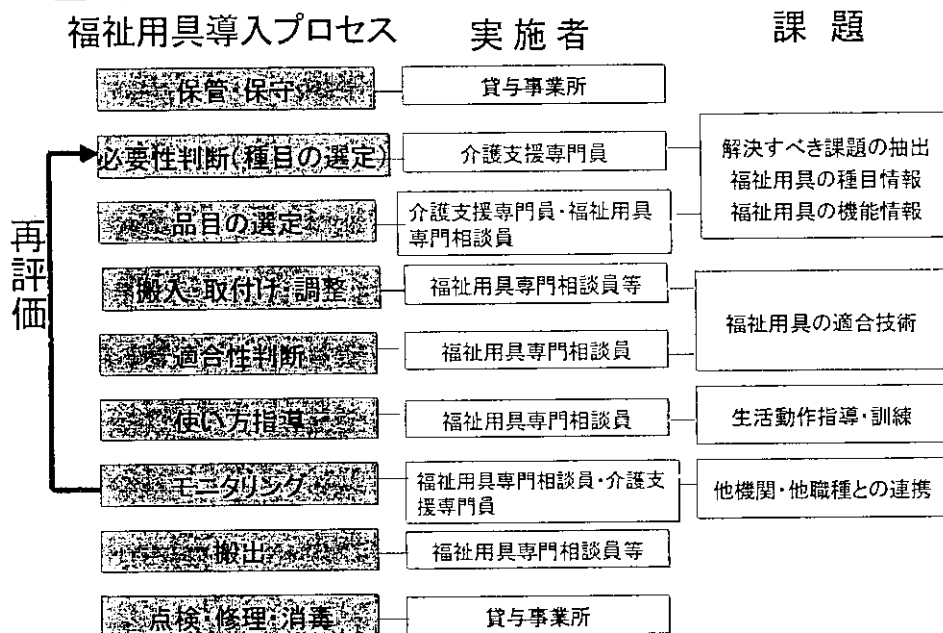 福祉用具導入プロセス 実施者 課題
保管・保守 貸与事業所
必要性判断(種目の選定) 介護支援専門員
解決すべき課題の抽出
福祉用具の種目情報
福祉用具の機能情報
品目の選定
介護支援専門員・福祉用具
専門相談員
再評価
搬入・取付け・調整 福祉用具専門相談員等
福祉用具の適合技術
適合性判断 福祉用具専門相談員
使い方指導 福祉用具専門相談員 生活動作指導・訓練
モニタリング
福祉用具専門相談員・介護支
援専門員
他機関・他職種との連携
搬出 福祉用具専門相談員等
点検・修理・消毒 貸与事業所